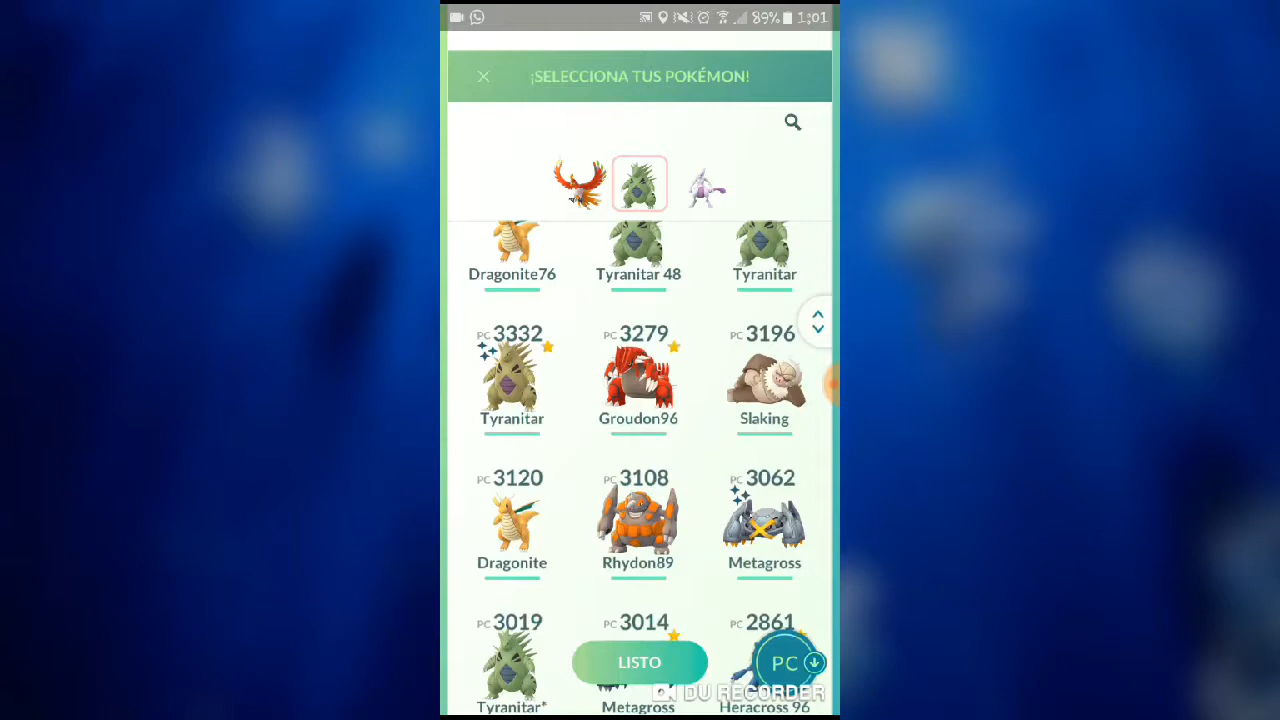 89% 1:01
¡SELECCIONA TUS POKÉMON!
Dragonite76 Tyranitar 48 Tyranitar
PC 3332 PC 3279 PC 3196
Tyranitar Groudon96 Slaking
PC 3120 PC 3108 PC 3062
Dragonite Rhydon89 Metagross
PC 3019 PC 3014 PC 2861
LISTO PC
DU RECORDER
Tyranitar* Metagross Heracross 96